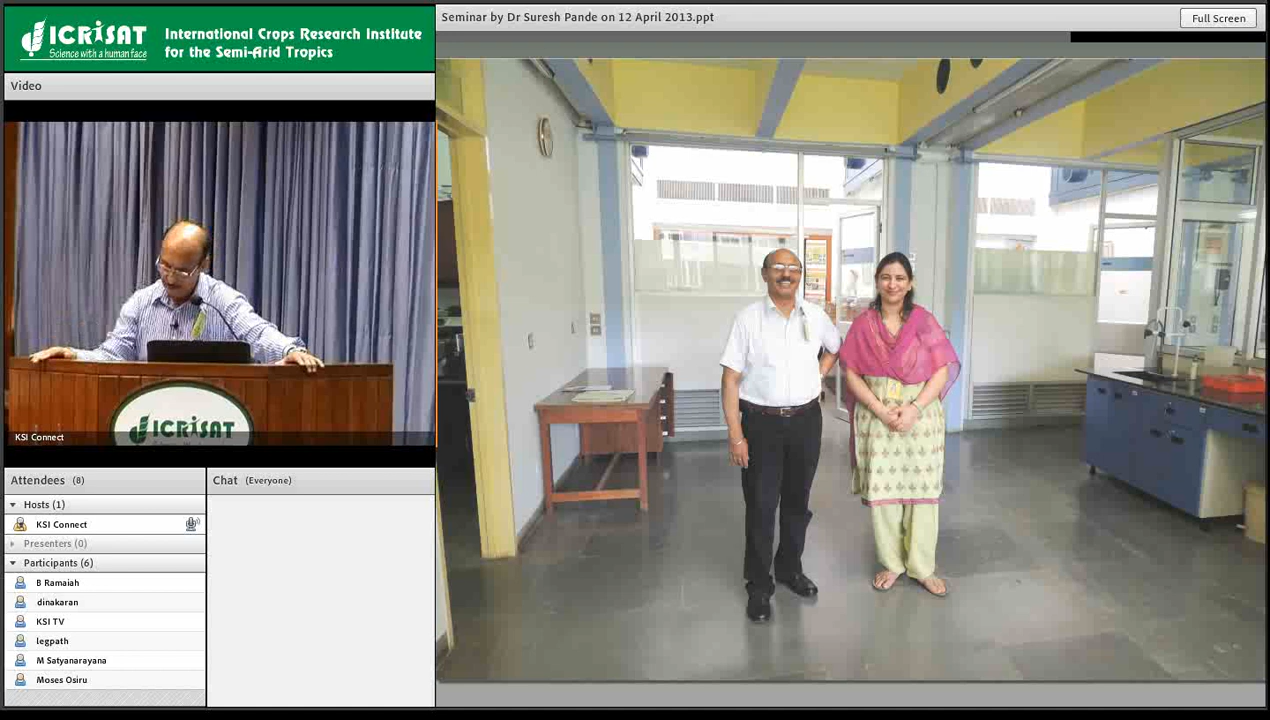 ICRISAT
Science with a human face
International Crops Research Institute
for the Semi-Arid Tropics
Seminar by Dr Suresh Pande on 12 April 2013.ppt
Full Screen
Video
ICRISAT
KSI Connect
Attendees (8)
Hosts (1)
KSI Connect
Presenters (0)
Participants (6)
B Ramaiah
dinakaran
KSI TV
legpath
M Satyanarayana
Moses Osiru
Chat (Everyone)